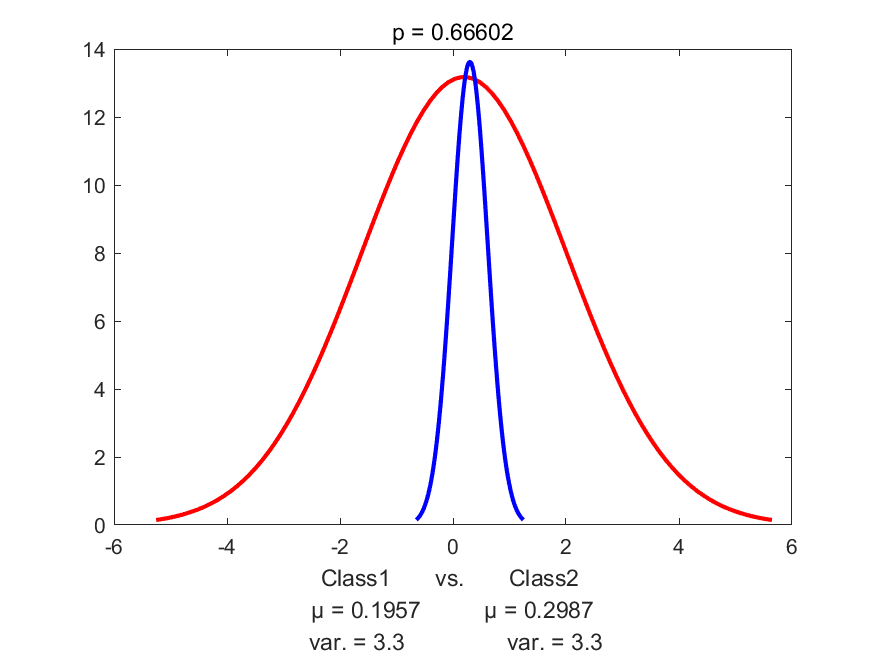 p = 0.66602
14
12
10
8
6
4
2
0
-6 -4 -2 0 2 4 6
Class1 vs. Class2
μ = 0.1957 μ = 0.2987
var. = 3.3 var. = 3.3